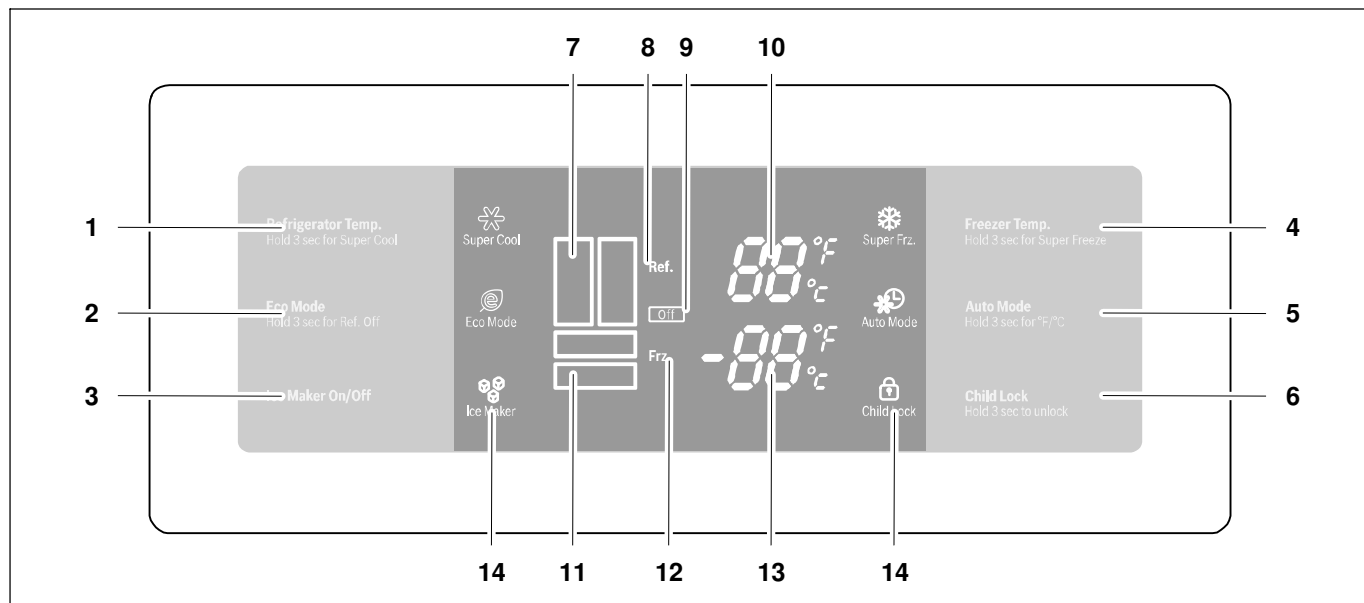 7 8 9 10
1 Refrigerator Temp.
Hold 3 sec for Super Cool
Super Cool
Ref.
88 °F
°C
Super Frz.
Freezer Temp.
Hold 3 sec for Super Freeze
4
2 Eco Mode
Hold 3 sec for Ref. Off
Eco Mode
Off
Auto Mode
Auto Mode
Hold 3 sec for °F/°C
5
Frz.
-88 °F
°C
3 Ice Maker On/Off
Ice Maker
Child Lock
Child Lock
Hold 3 sec to unlock
6
14 11 12 13 14